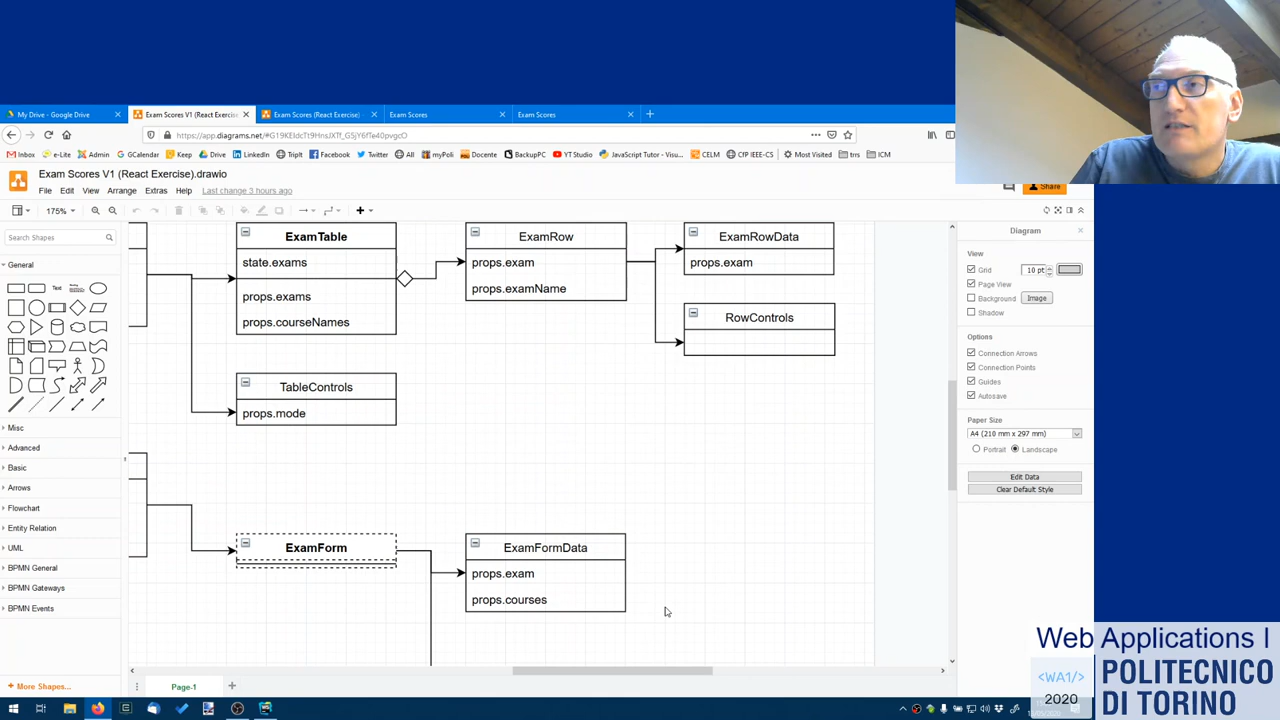 My Drive - Google Drive
Exam Scores V1 (React Exercise
Exam Scores (React Exercise)
Exam Scores
Exam Scores
Inbox
e-Lite
Admin
GCalendar
Keep
Drive
LinkedIn
TripIt
Facebook
Twitter
All
myPoli
Docente
BackupPC
YT Studio
JavaScript Tutor - Visu...
CELM
CfP IEEE-CS
Most Visited
trrs
ICM
Exam Scores V1 (React Exercise).drawio
File Edit View Arrange Extras Help Last change 3 hours ago
Share
175%
Search Shapes
General
Text
Misc
Advanced
Basic
Arrows
Flowchart
Entity Relation
UML
BPMN General
BPMN Gateways
BPMN Events
+ More Shapes...
ExamTable
state.exams
props.exams
props.courseNames
TableControls
props.mode
ExamRow
props.exam
props.examName
ExamRowData
props.exam
RowControls
ExamForm
ExamFormData
props.exam
props.courses
Page-1
Diagram
View
Grid 10 pt
Page View
Background Image
Shadow
Options
Connection Arrows
Connection Points
Guides
Autosave
Paper Size
A4 (210 mm x 297 mm)
Portrait Landscape
Edit Data
Clear Default Style
Web Applications I
<WA1/>
2020
POLITECNICO
DI TORINO